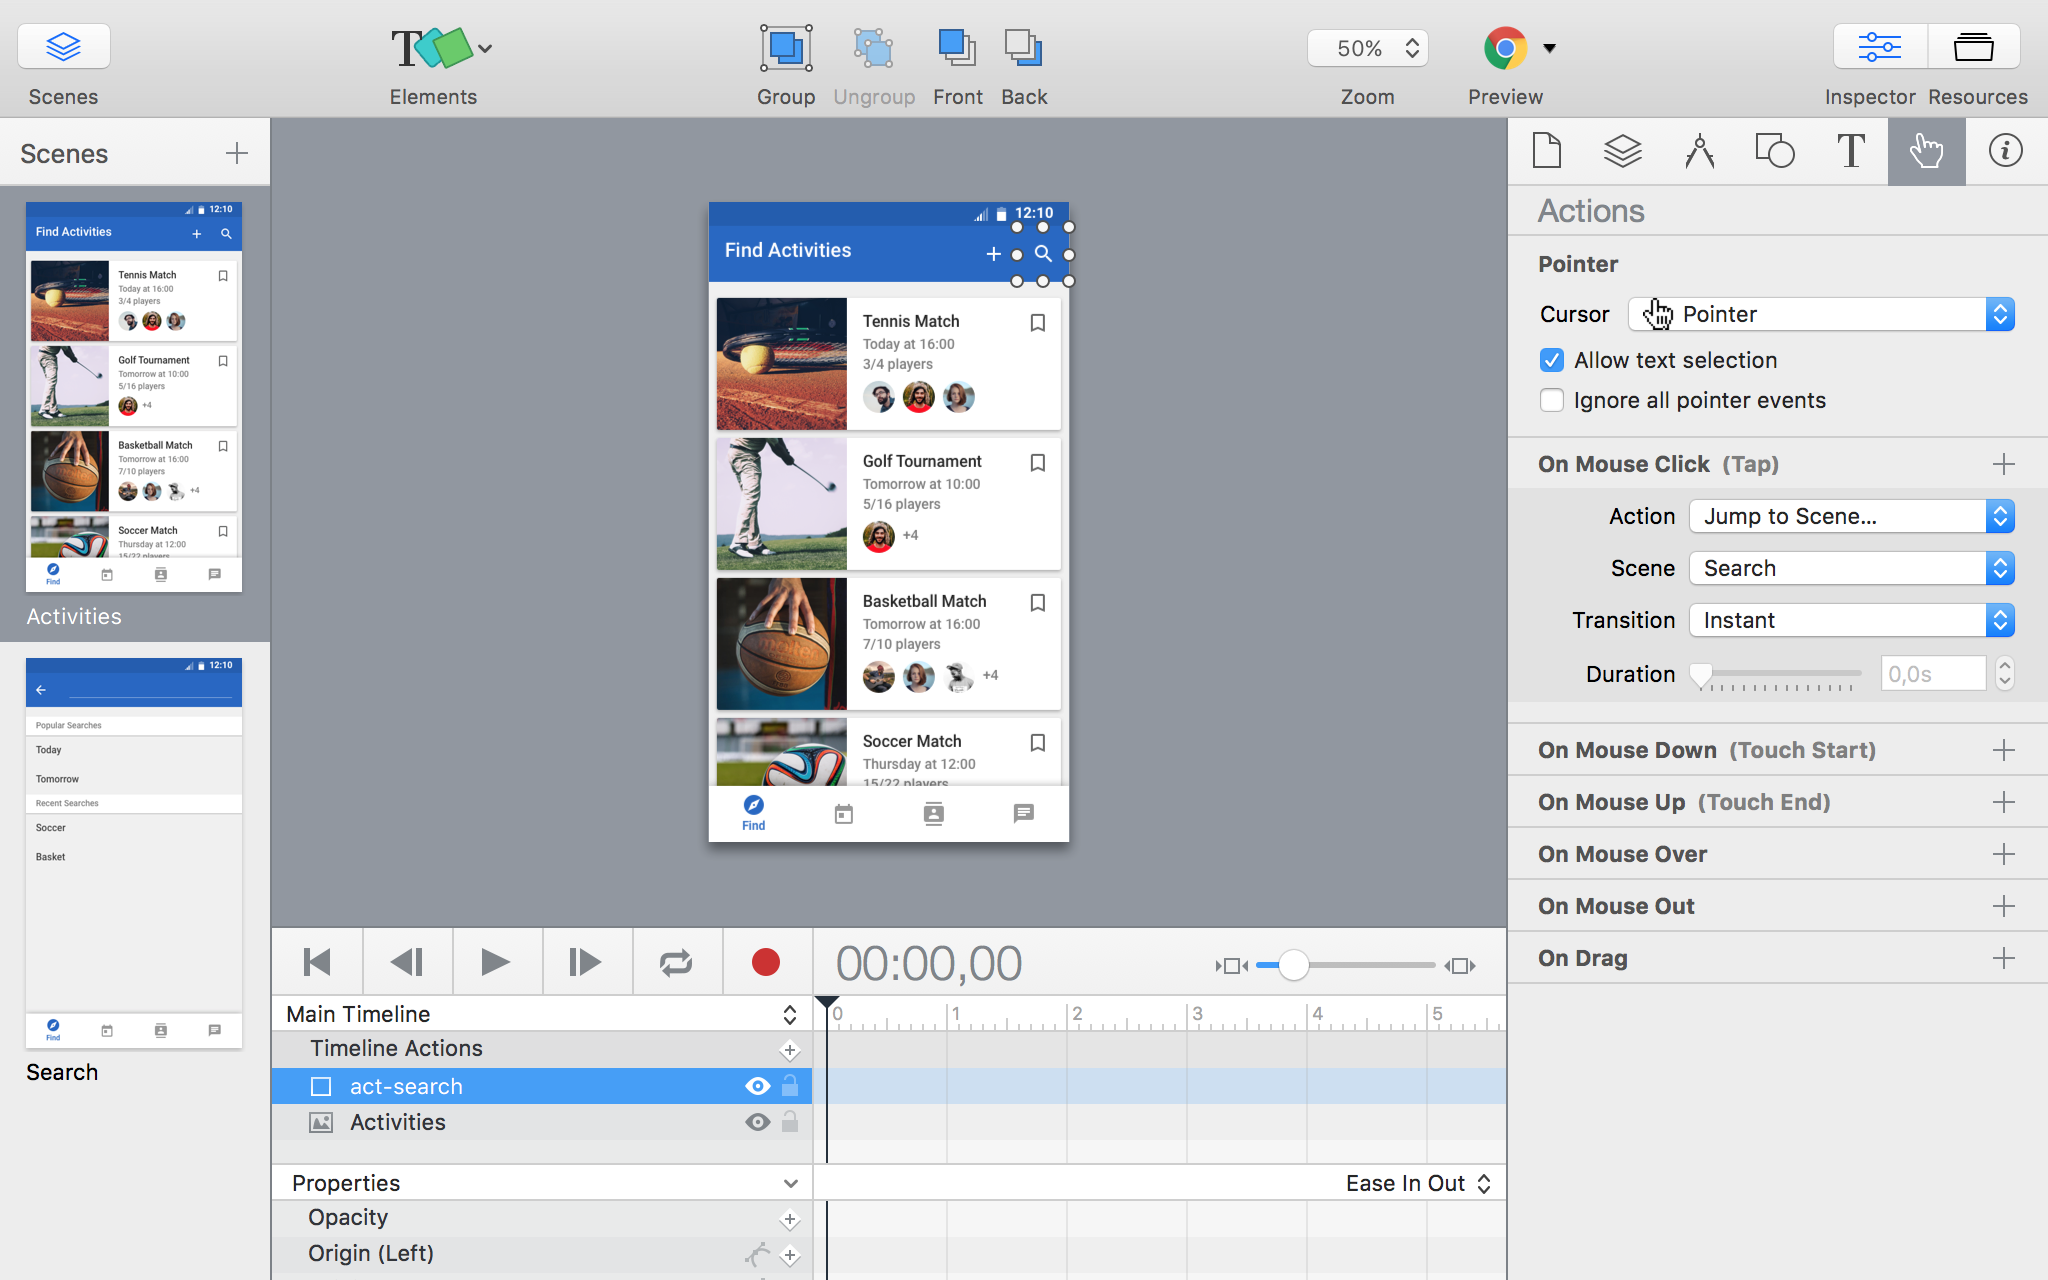 Scenes
T
Elements
Group
Ungroup
Front
Back
50%
Zoom
Preview
Inspector
Resources
Scenes
12:10
Find Activities
Tennis Match
Today at 16:00
3/4 players
Golf Tournament
Tomorrow at 10:00
5/16 players
+4
Basketball Match
Tomorrow at 16:00
7/10 players
+4
Soccer Match
Thursday at 12:00
15/22 players
Find
Activities
12:10
Popular Searches
Today
Tomorrow
Recent Searches
Soccer
Basket
Find
Search
12:10
Find Activities
Tennis Match
Today at 16:00
3/4 players
Golf Tournament
Tomorrow at 10:00
5/16 players
+4
Basketball Match
Tomorrow at 16:00
7/10 players
+4
Soccer Match
Thursday at 12:00
15/22 players
Find
00:00,00
Main Timeline
0 1 2 3 4 5
Timeline Actions
act-search
Activities
Properties
Ease In Out
Opacity
Origin (Left)
T
Actions
Pointer
Cursor
Pointer
Allow text selection
Ignore all pointer events
On Mouse Click (Tap)
Action
Jump to Scene...
Scene
Search
Transition
Instant
Duration
0,0s
On Mouse Down (Touch Start)
On Mouse Up (Touch End)
On Mouse Over
On Mouse Out
On Drag